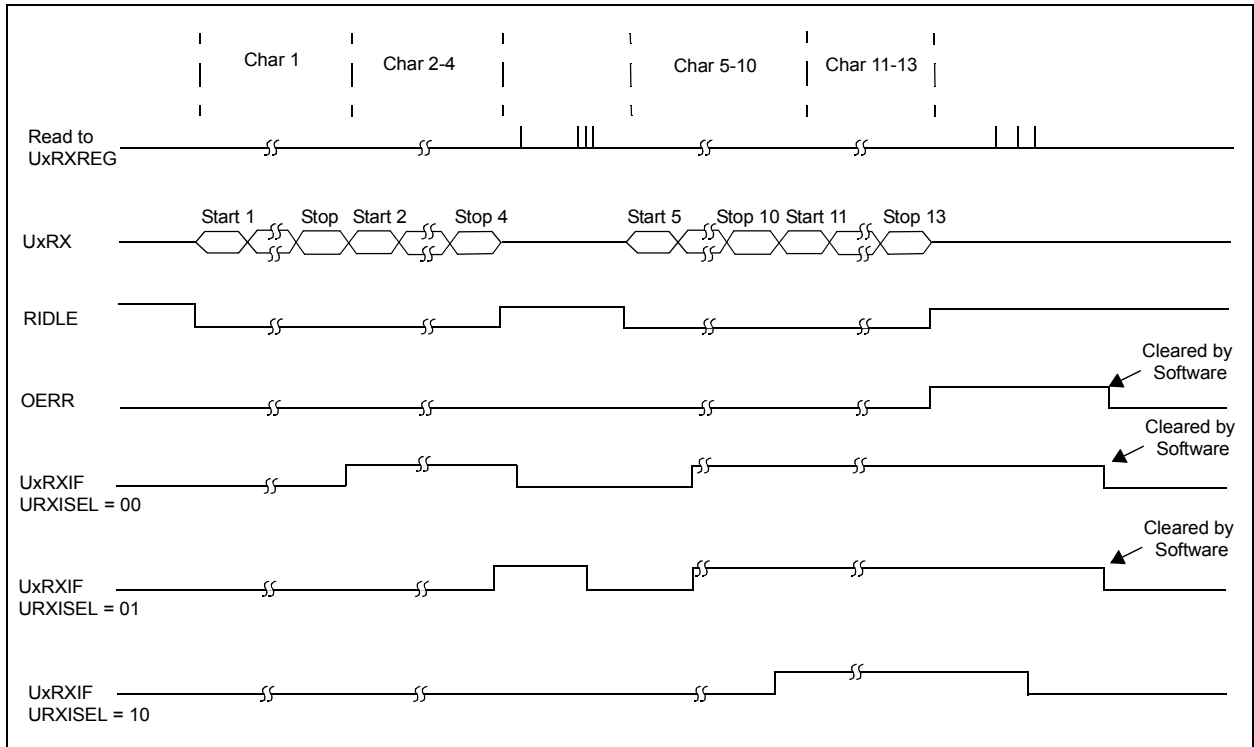 Char 1
Char 2-4
Char 5-10
Char 11-13
Read to
UxRXREG
Start 1
Stop
Start 2
Stop 4
Start 5
Stop 10
Start 11
Stop 13
UxRX
RIDLE
Cleared by
Software
OERR
Cleared by
Software
UxRXIF
URXISEL = 00
Cleared by
Software
UxRXIF
URXISEL = 01
UxRXIF
URXISEL = 10